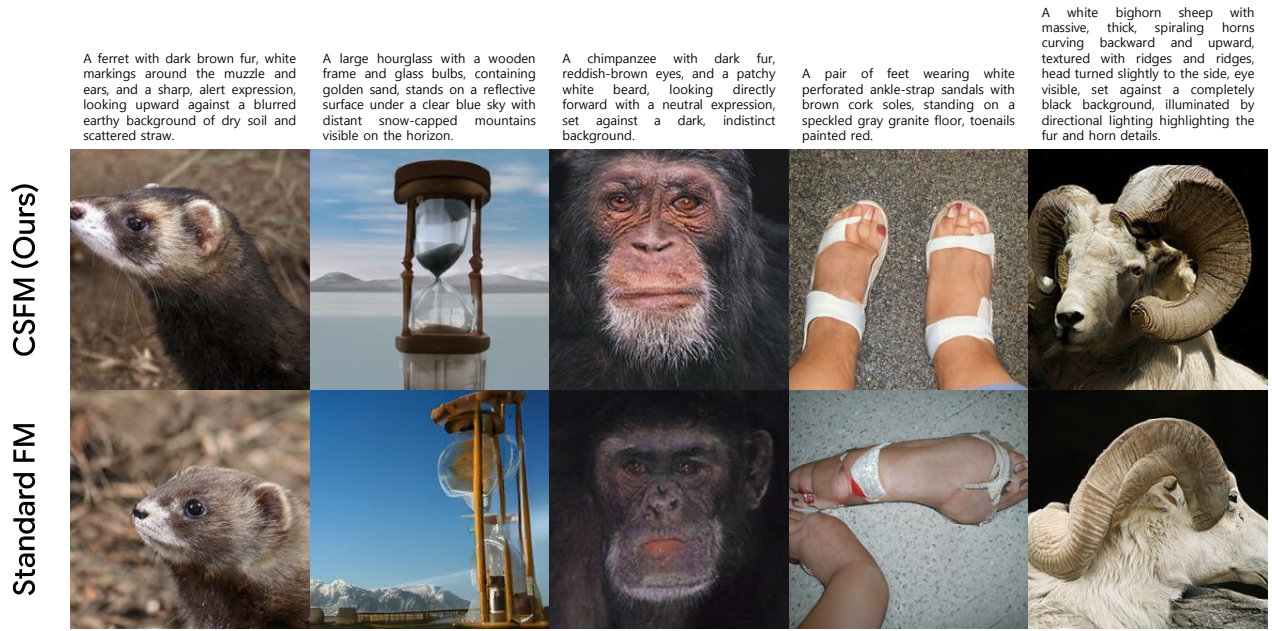 A ferret with dark brown fur, white
markings around the muzzle and
ears, and a sharp, alert expression,
looking upward against a blurred
earthy background of dry soil and
scattered straw.
A large hourglass with a wooden
frame and glass bulbs, containing
golden sand, stands on a reflective
surface under a clear blue sky with
distant snow-capped mountains
visible on the horizon.
A chimpanzee with dark fur,
reddish-brown eyes, and a patchy
white beard, looking directly
forward with a neutral expression,
set against a dark, indistinct
background.
A pair of feet wearing white
perforated ankle-strap sandals with
brown cork soles, standing on a
speckled gray granite floor, toenails
painted red.
A white bighorn sheep with
massive, thick, spiraling horns
curving backward and upward,
textured with ridges and ridges,
head turned slightly to the side, eye
visible, set against a completely
black background, illuminated by
directional lighting highlighting the
fur and horn details.
CSFM (Ours)
Standard FM